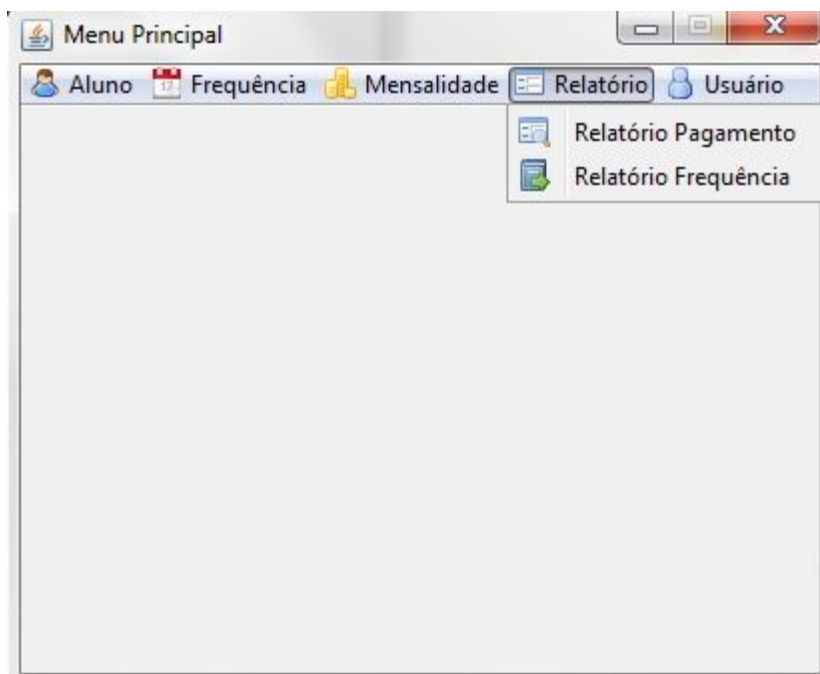 Menu Principal
Aluno Frequência Mensalidade Relatório Usuário
Relatório Pagamento
Relatório Frequência